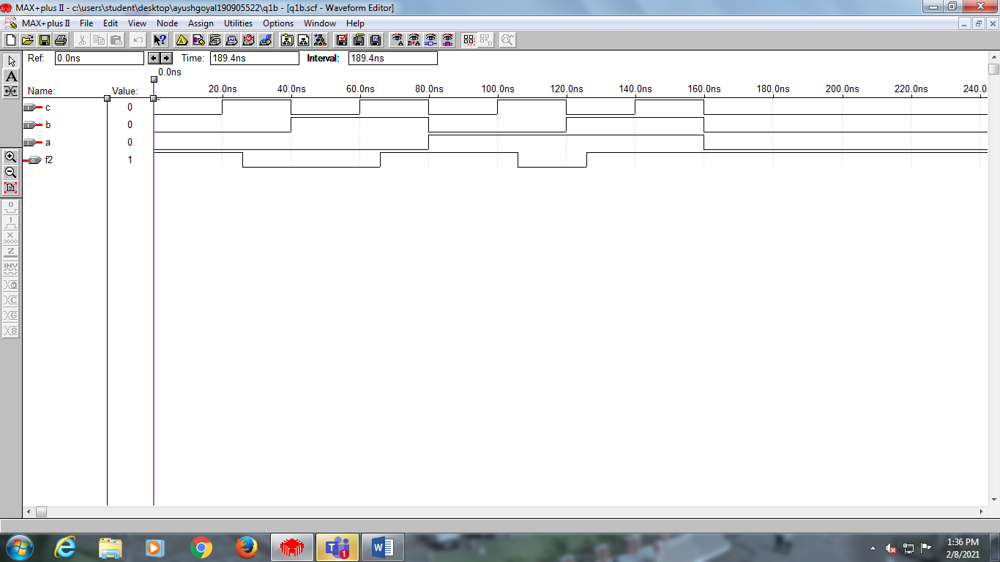 MAX+plus II - c:\users\student\desktop\ayushgoyal190905522\q1b - [q1b.scf - Waveform Editor]
MAX+plus II File Edit View Node Assign Utilities Options Window Help
Ref: 0.0ns Time: 189.4ns Interval: 189.4ns
0.0ns
Name: Value: 20.0ns 40.0ns 60.0ns 80.0ns 100.0ns 120.0ns 140.0ns 160.0ns 180.0ns 200.0ns 220.0ns 240.0
c 0
b 0
a 0
f2 1
1:36 PM
2/8/2021